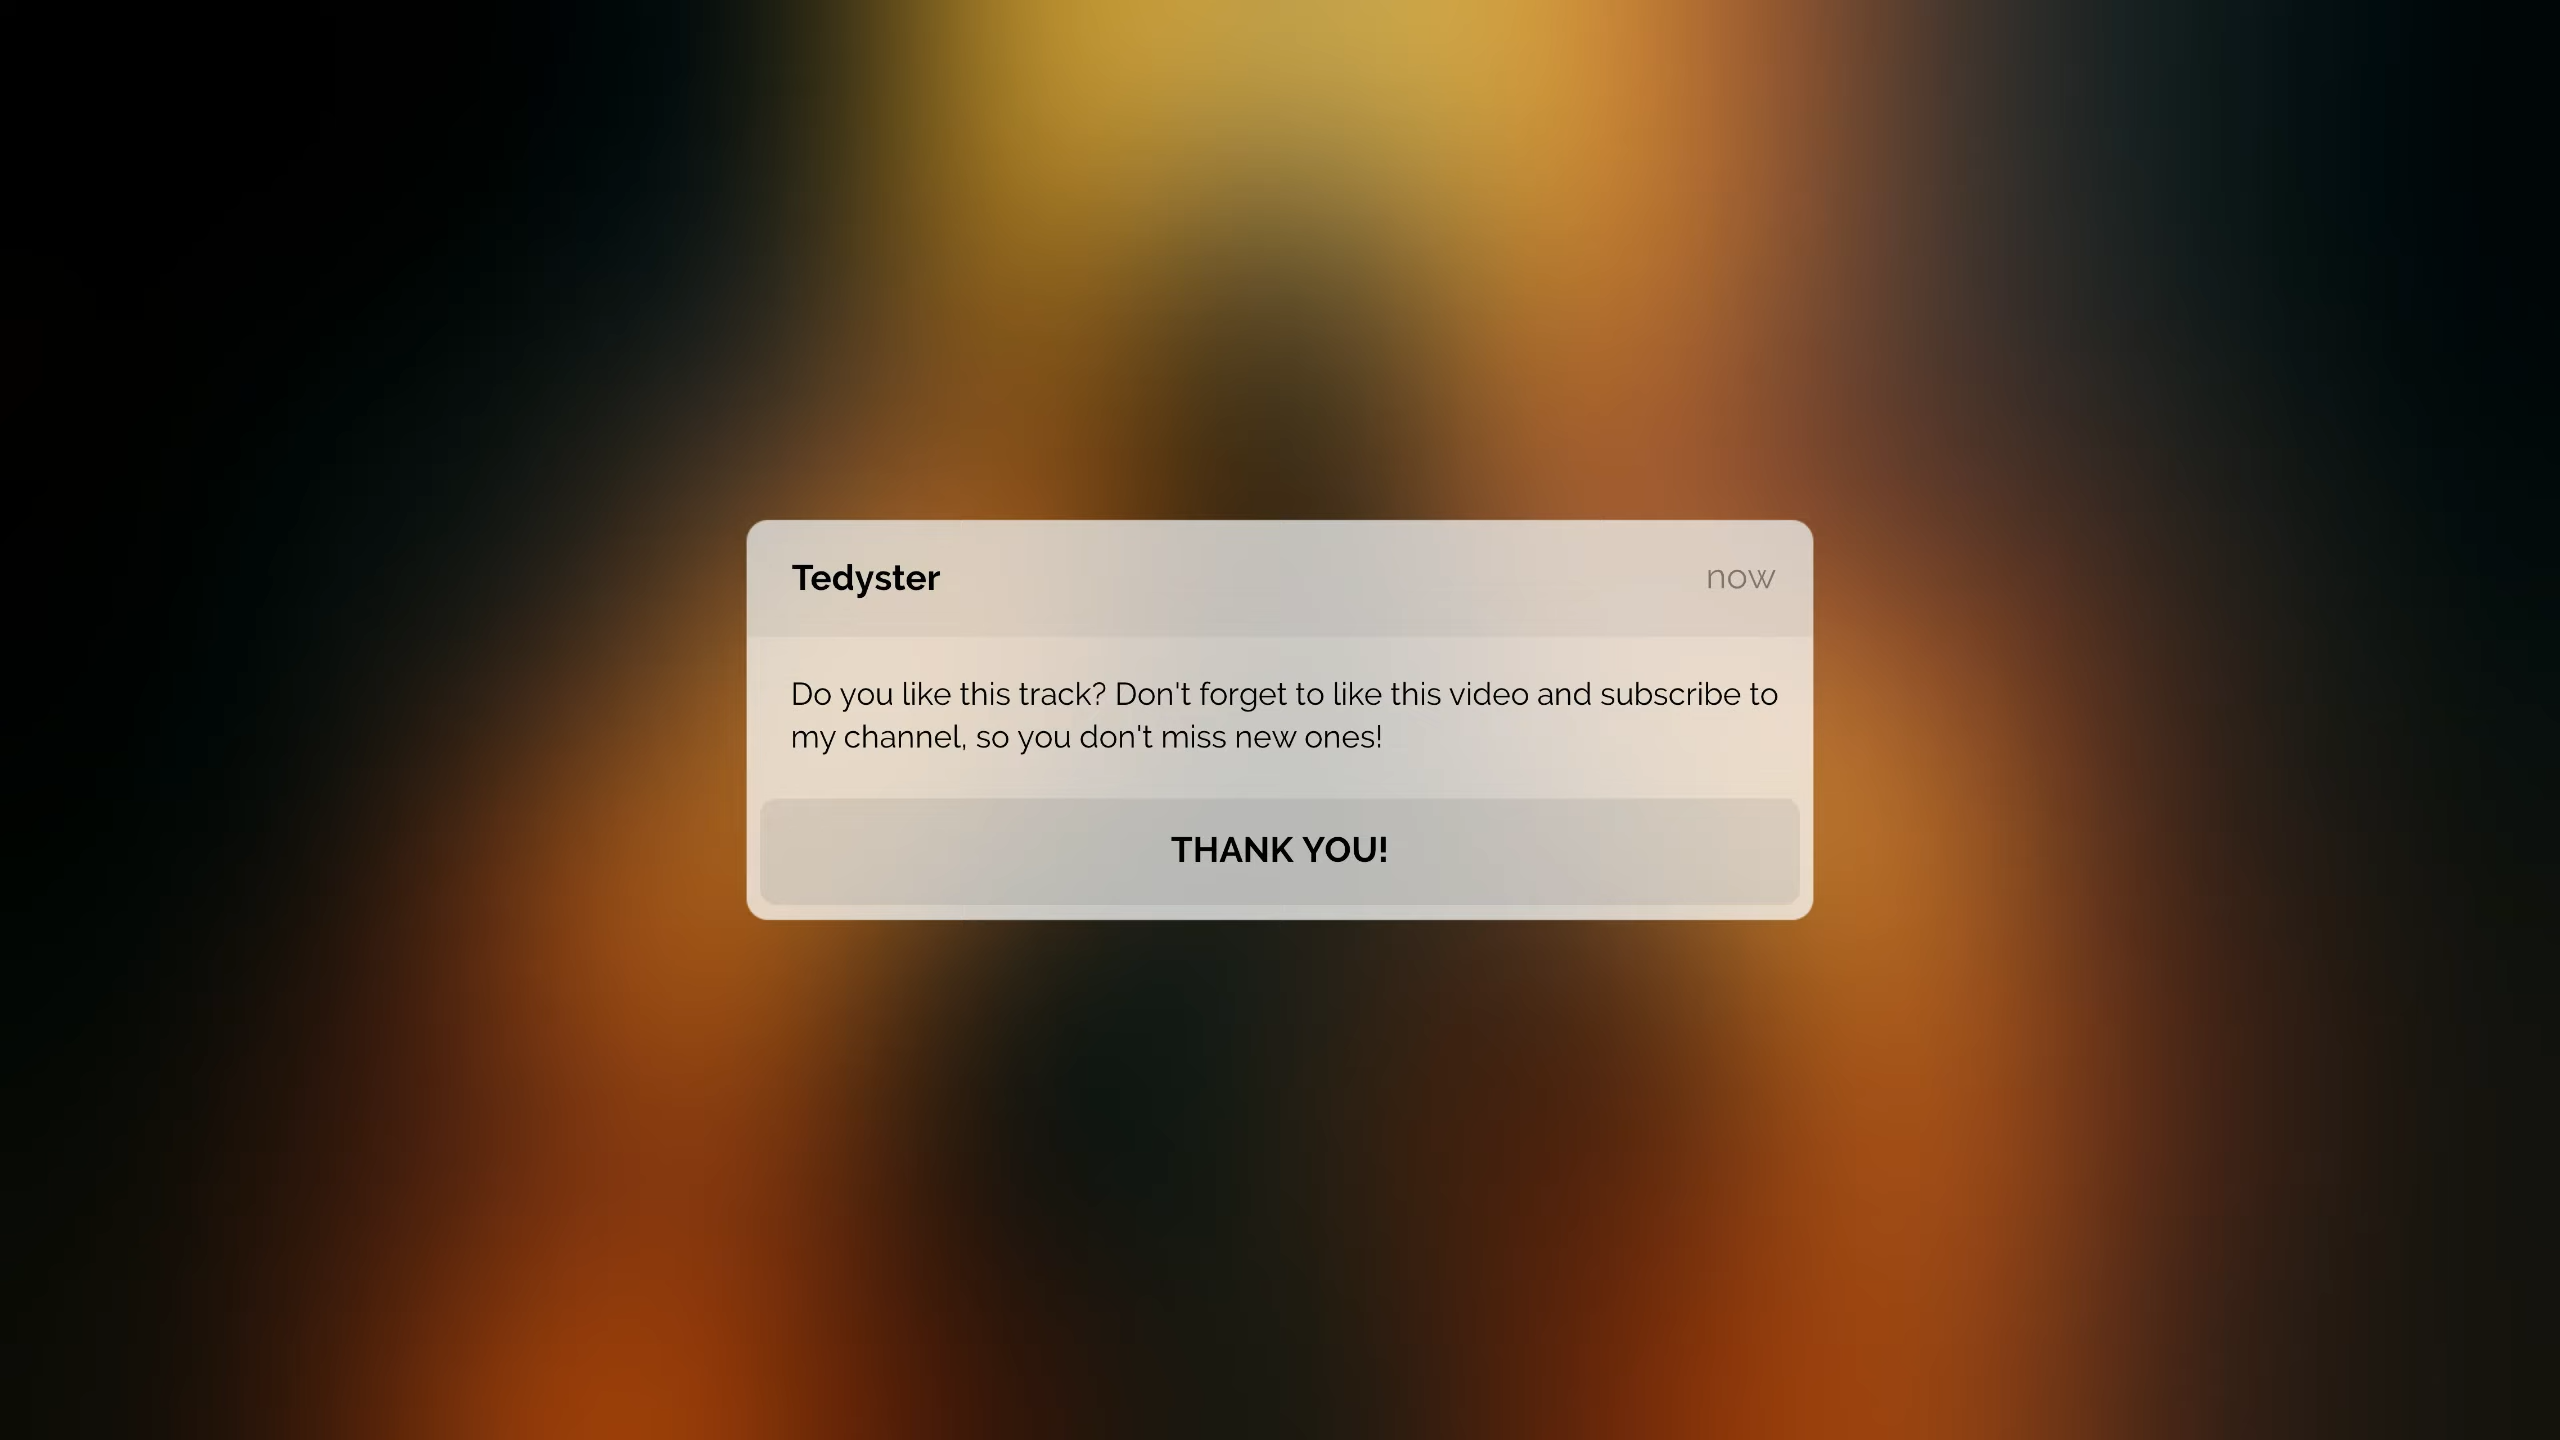 Tedyster
now
Do you like this track? Don't forget to like this video and subscribe to
my channel, so you don't miss new ones!
THANK YOU!